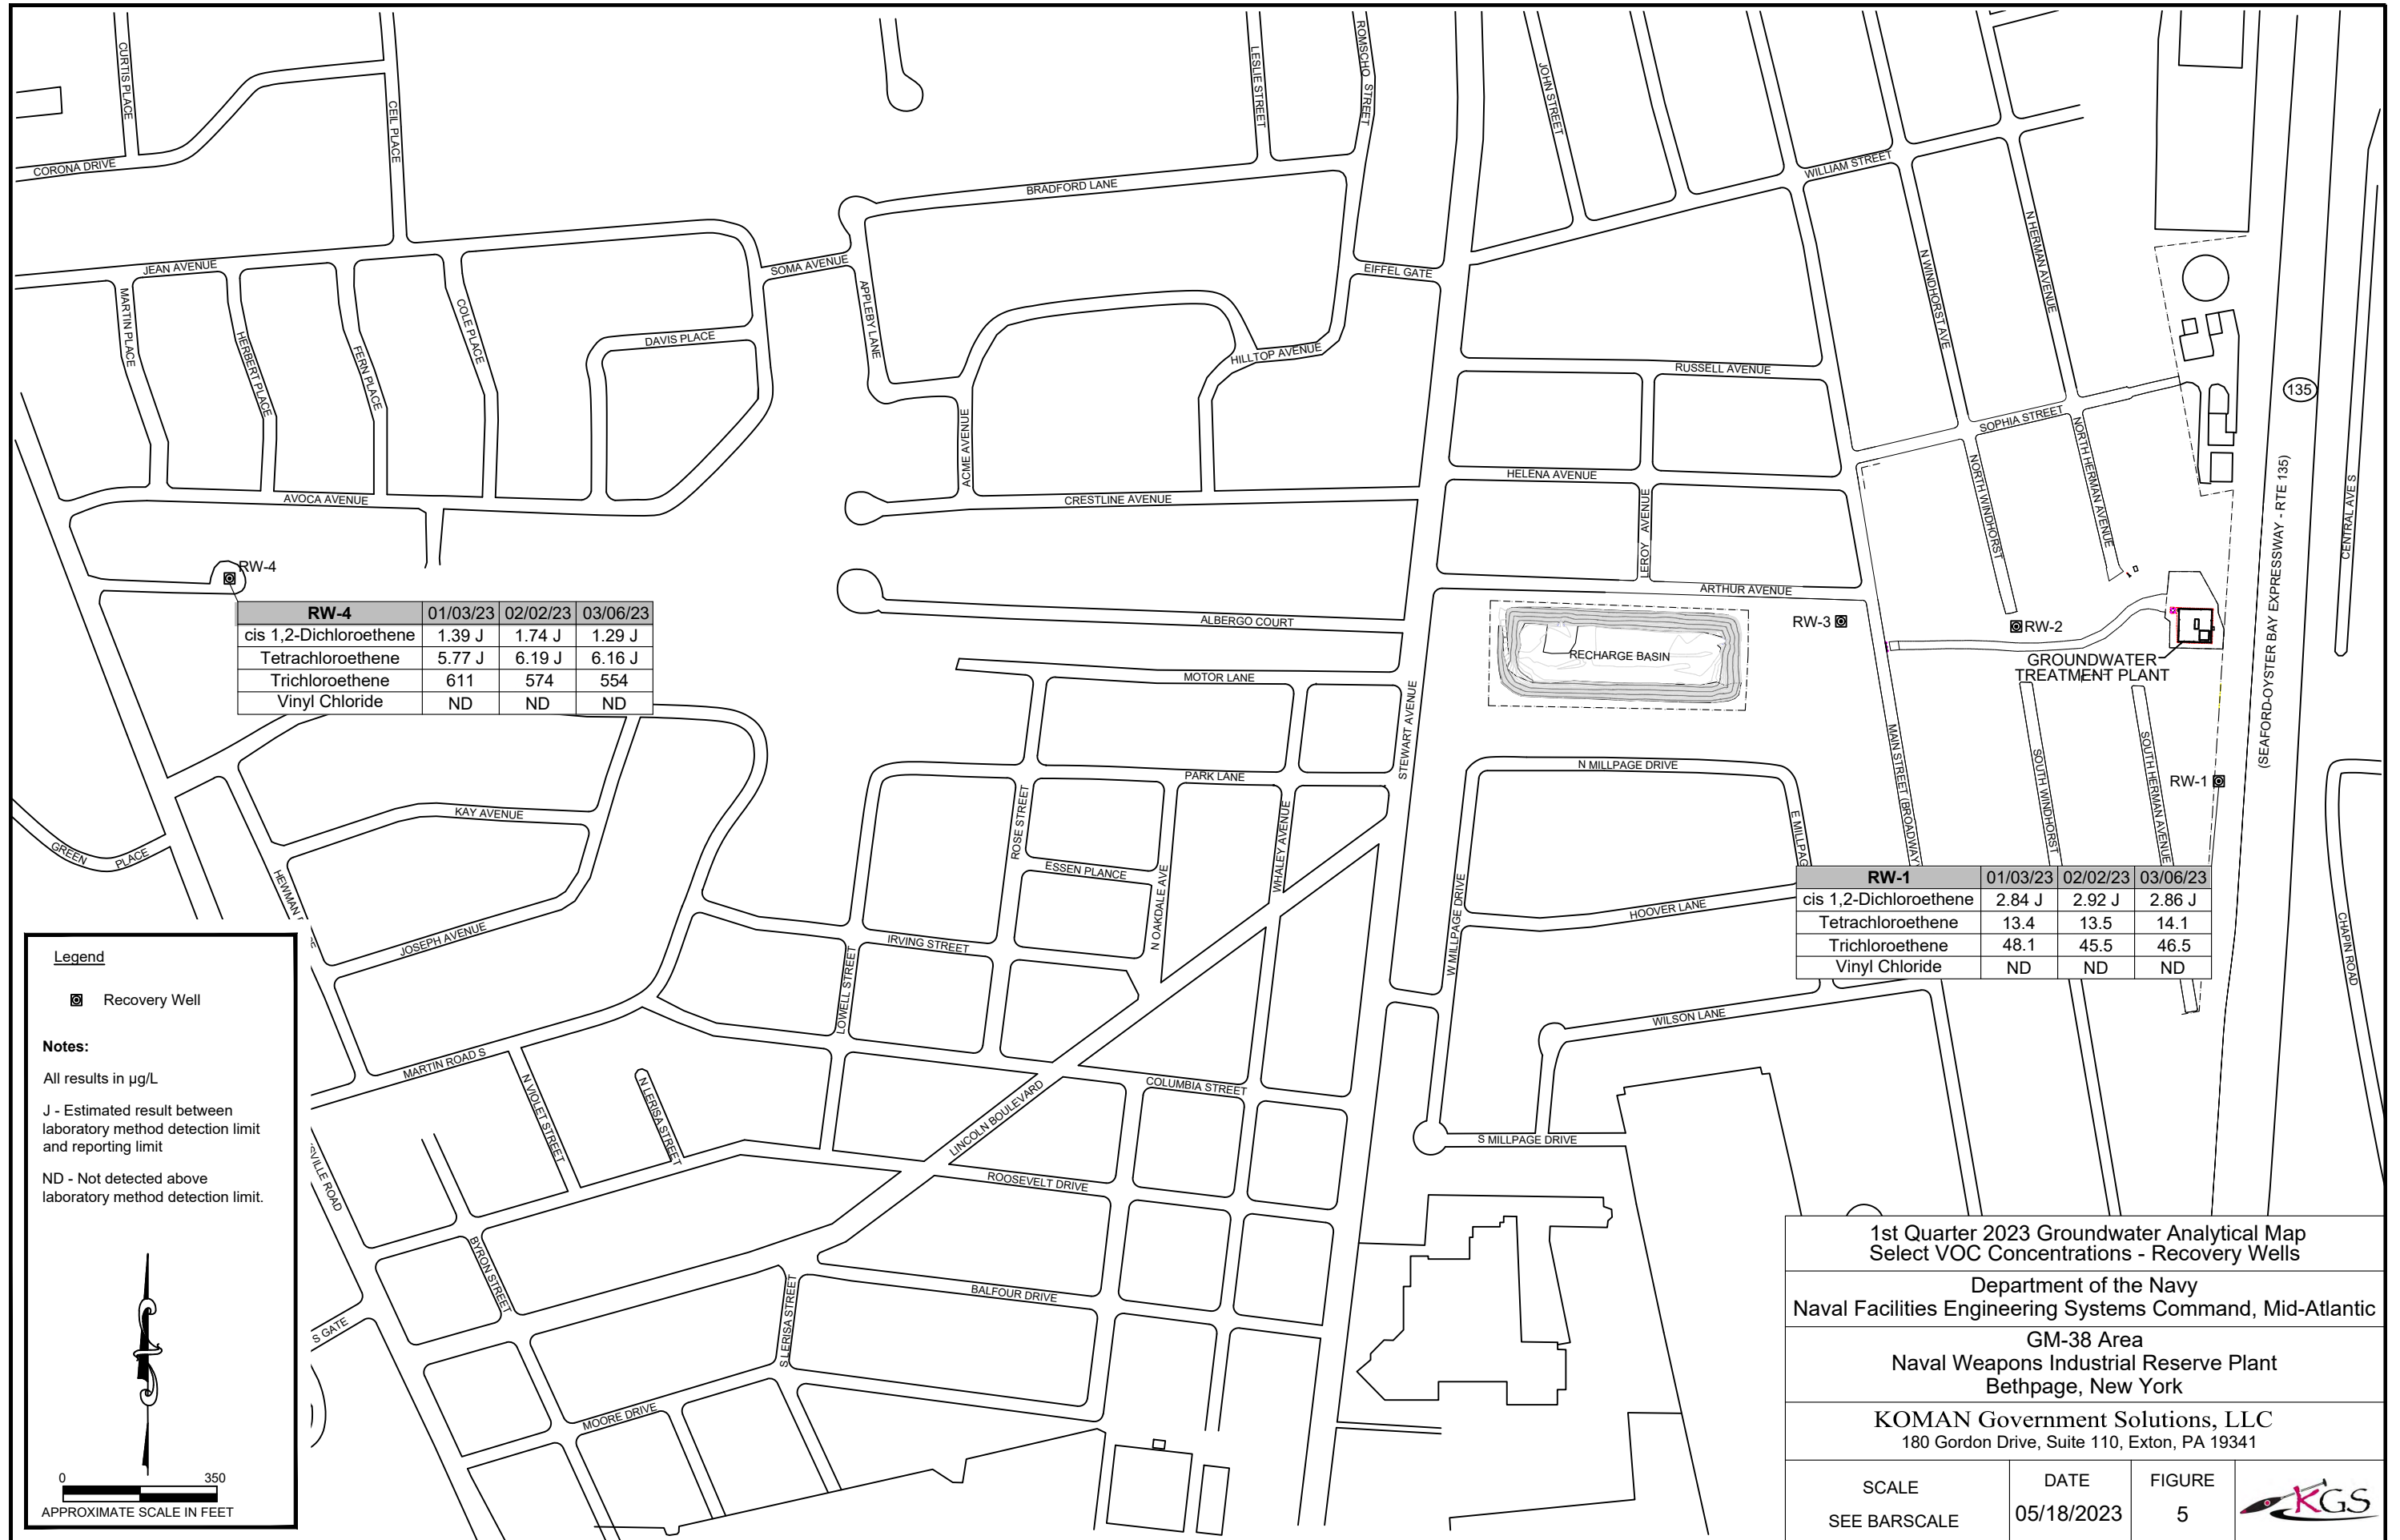 CURTIS PLACE
CORONA DRIVE
CEIL PLACE
LESLIE STREET
ROMSCHO STREET
JOHN STREET
BRADFORD LANE
WILLIAM STREET
N HERMAN AVENUE
N WINDHORST AVE
JEAN AVENUE
SOMA AVENUE
EIFFEL GATE
MARTIN PLACE
HERBERT PLACE
FERN PLACE
COLE PLACE
DAVIS PLACE
APPLEBY LANE
HILLTOP AVENUE
RUSSELL AVENUE
135
SOPHIA STREET
ACME AVENUE
AVOCA AVENUE
CRESTLINE AVENUE
HELENA AVENUE
LEROY AVENUE
NORTH WINDHORST
NORTH HERMAN AVENUE
(SEAFORD-OYSTER BAY EXPRESSWAY - RTE 135)
CENTRAL AVE S
RW-4
ARTHUR AVENUE
ALBERGO COURT
RW-3
RW-2
RECHARGE BASIN
GROUNDWATER
TREATMENT PLANT
RW-4 01/03/23 02/02/23 03/06/23
cis 1,2-Dichloroethene 1.39 J 1.74 J 1.29 J
Tetrachloroethene 5.77 J 6.19 J 6.16 J
Trichloroethene 611 574 554
Vinyl Chloride ND ND ND
MOTOR LANE
STEWART AVENUE
MAIN STREET (BROADWAY
SOUTH WINDHORST
SOUTH HERMAN AVENUE
RW-1
PARK LANE
N MILLPAGE DRIVE
E MILLPAG
KAY AVENUE
GREEN PLACE
ROSE STREET
ESSEN PLANCE
WHALEY AVENUE
N OAKDALE AVE
HEWMAN
JOSEPH AVENUE
IRVING STREET
LOWELL STREET
W MILLPAGE DRIVE
HOOVER LANE
CHAPIN ROAD
RW-1 01/03/23 02/02/23 03/06/23
cis 1,2-Dichloroethene 2.84 J 2.92 J 2.86 J
Tetrachloroethene 13.4 13.5 14.1
Trichloroethene 48.1 45.5 46.5
Vinyl Chloride ND ND ND
WILSON LANE
MARTIN ROAD S
N VIOLET STREET
N LERISA STREET
COLUMBIA STREET
LINCOLN BOULEVARD
S MILLPAGE DRIVE
ROOSEVELT DRIVE
SVILLE ROAD
BYRON STREET
BALFOUR DRIVE
S LERISA STREET
S GATE
MOORE DRIVE
Legend
Recovery Well
Notes:
All results in µg/L
J - Estimated result between
laboratory method detection limit
and reporting limit
ND - Not detected above
laboratory method detection limit.
0 350
APPROXIMATE SCALE IN FEET
1st Quarter 2023 Groundwater Analytical Map
Select VOC Concentrations - Recovery Wells
Department of the Navy
Naval Facilities Engineering Systems Command, Mid-Atlantic
GM-38 Area
Naval Weapons Industrial Reserve Plant
Bethpage, New York
KOMAN Government Solutions, LLC
180 Gordon Drive, Suite 110, Exton, PA 19341
SCALE
SEE BARSCALE
DATE
05/18/2023
FIGURE
5
KGS